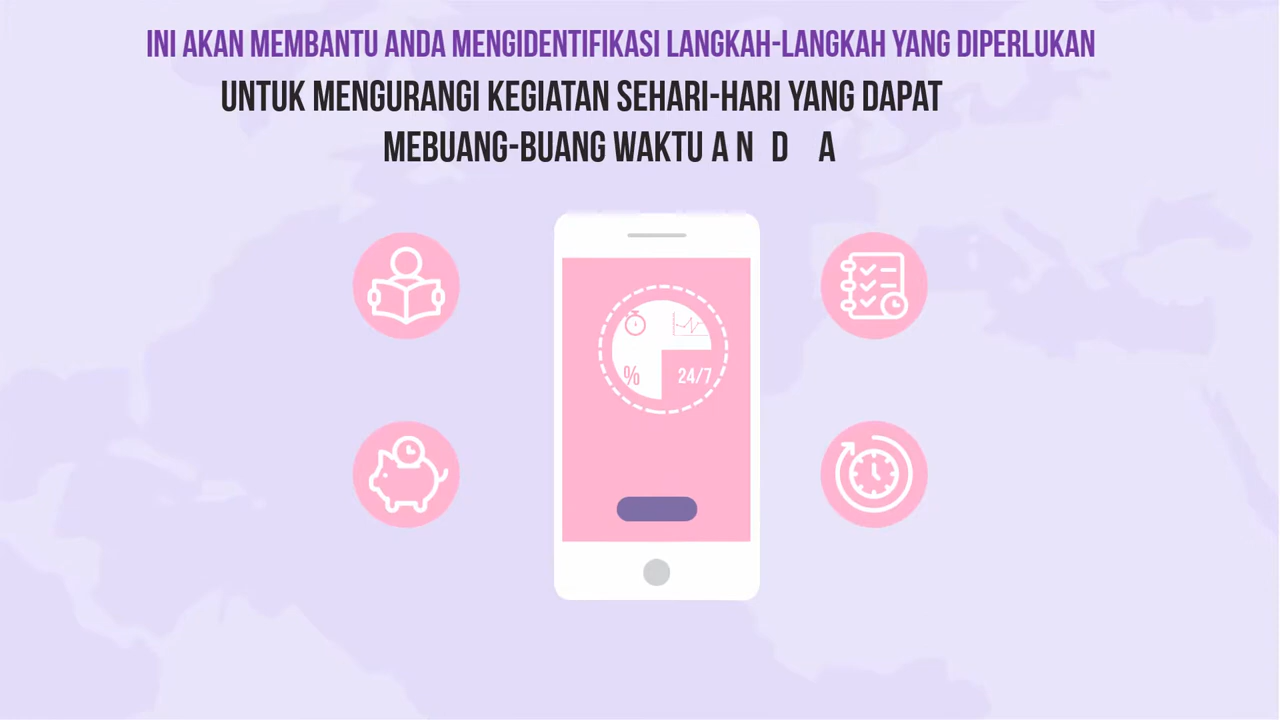 INI AKAN MEMBANTU ANDA MENGIDENTIFIKASI LANGKAH-LANGKAH YANG DIPERLUKAN
UNTUK MENGURANGI KEGIATAN SEHARI-HARI YANG DAPAT
MEBUANG-BUANG WAKTU A N D A
%
24/7